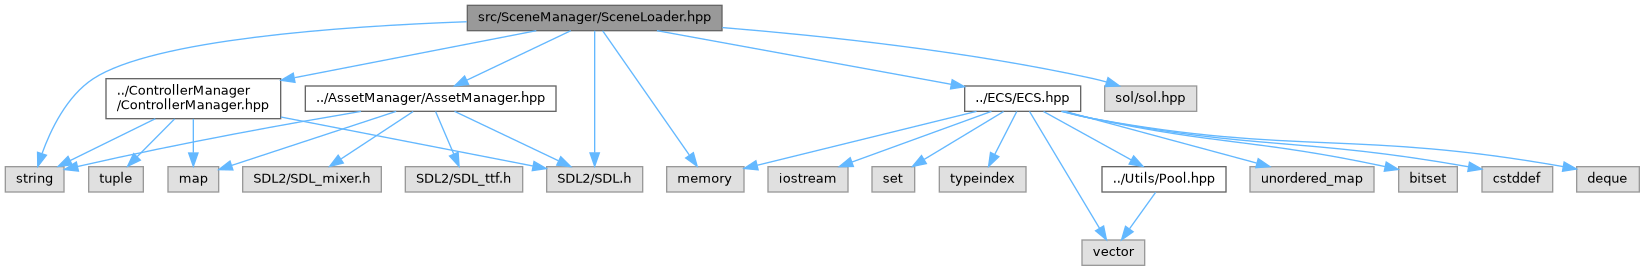 src/SceneManager/SceneLoader.hpp
../ControllerManager
/ControllerManager.hpp
../AssetManager/AssetManager.hpp
../ECS/ECS.hpp
sol/sol.hpp
string
tuple
map
SDL2/SDL_mixer.h
SDL2/SDL_ttf.h
SDL2/SDL.h
memory
iostream
set
typeindex
../Utils/Pool.hpp
unordered_map
bitset
cstddef
deque
vector